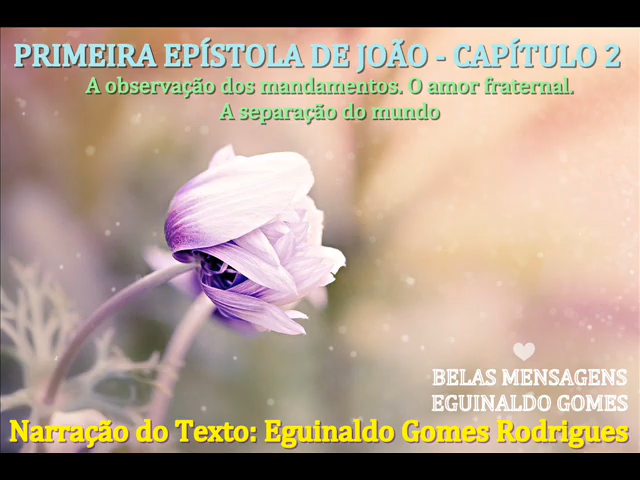 PRIMEIRA EPÍSTOLA DE JOÃO - CAPÍTULO 2
A observação dos mandamentos. O amor fraternal.
A separação do mundo
BELAS MENSAGENS
EGUINALDO GOMES
Narração do Texto: Eguinaldo Gomes Rodrigues